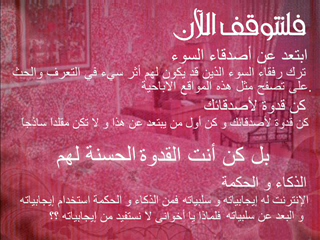 فلنتوقف الآن
ابتعد عن أصدقاء السوء
ترك رفقاء السوء الذين قد يكون لهم أثر سيء في التعرف والحث
على تصفح مثل هذه المواقع الاباحية.
كن قدوة لأصدقائك
كن قدوة لأصدقائك و كن أول من يبتعد عن هذا و لا تكن مقلدا ساذجاً
بل كن أنت القدوة الحسنة لهم
الذكاء و الحكمة
الإنترنت له إيجابياته و سلبياته فمن الذكاء و الحكمة استخدام إيجابياته
و البعد عن سلبياته فلماذا يا أخواني لا نستفيد من إيجابياته ؟؟